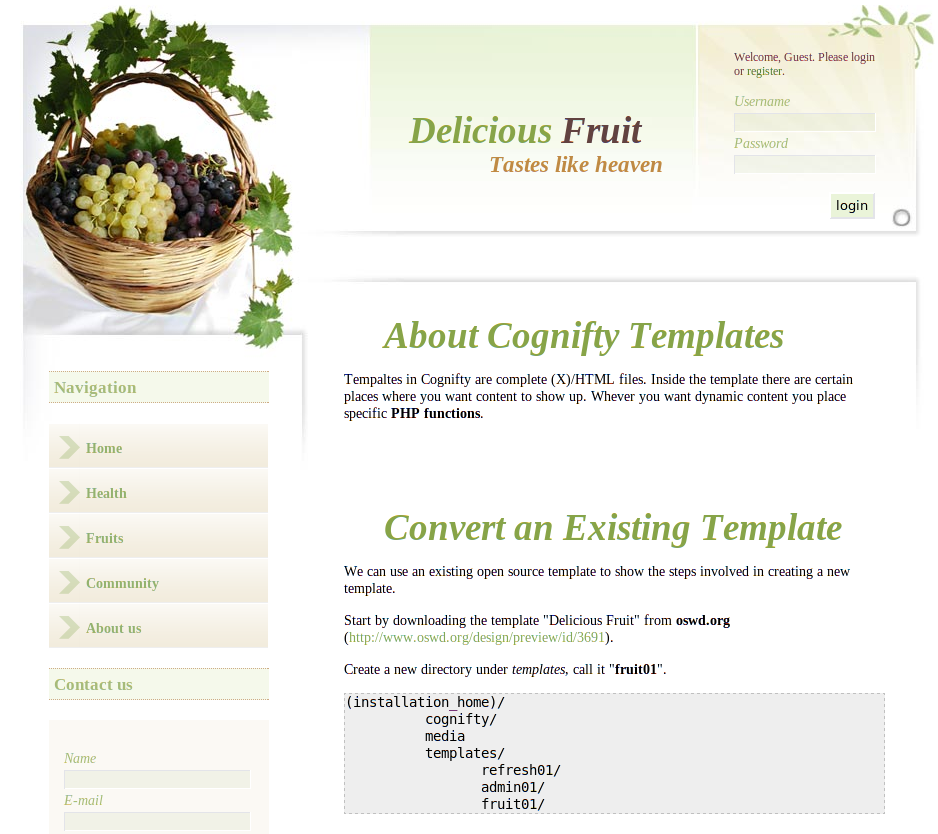 Delicious Fruit
Tastes like heaven
Welcome, Guest. Please login
or register.
Username
Password
login
Navigation
Home
Health
Fruits
Community
About us
Contact us
Name
E-mail
About Cognifty Templates
Tempaltes in Cognifty are complete (X)/HTML files. Inside the template there are certain
places where you want content to show up. Whever you want dynamic content you place
specific PHP functions.
Convert an Existing Template
We can use an existing open source template to show the steps involved in creating a new
template.
Start by downloading the template "Delicious Fruit" from oswd.org
(http://www.oswd.org/design/preview/id/3691).
Create a new directory under templates, call it "fruit01".
(installation_home)/
cognifty/
media
templates/
refresh01/
admin01/
fruit01/